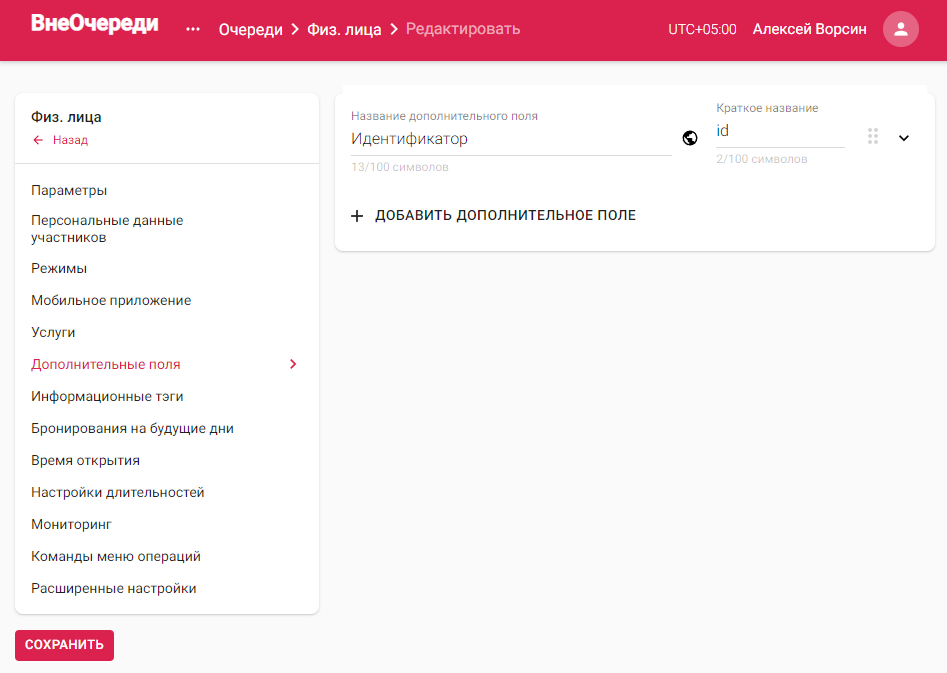 ВнеОчереди
... Очереди > Физ. лица > Редактировать
UTC+05:00 Алексей Ворсин
Физ. лица
← Назад
Параметры
Персональные данные
участников
Режимы
Мобильное приложение
Услуги
Дополнительные поля
Информационные тэги
Бронирования на будущие дни
Время открытия
Настройки длительностей
Мониторинг
Команды меню операций
Расширенные настройки
СОХРАНИТЬ
Название дополнительного поля
Идентификатор
13/100 символов
Краткое название
id
2/100 символов
+ ДОБАВИТЬ ДОПОЛНИТЕЛЬНОЕ ПОЛЕ